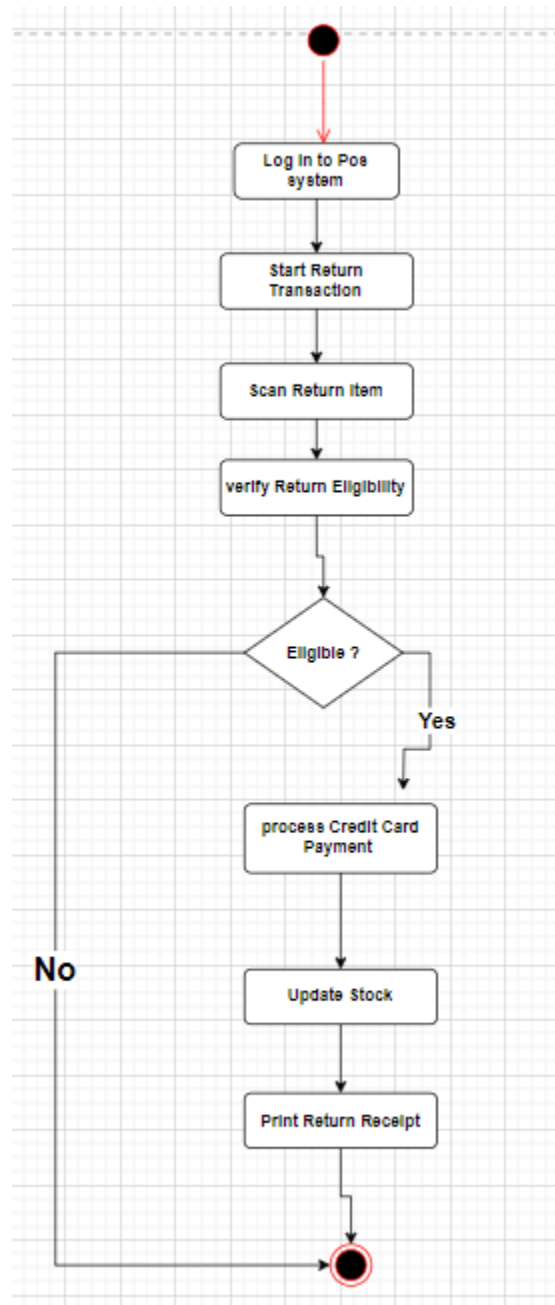 Log in to Pos
system
Start Return
Transaction
Scan Return Item
verify Return Eligibility
Eligible ?
Yes
process Credit Card
Payment
No
Update Stock
Print Return Receipt